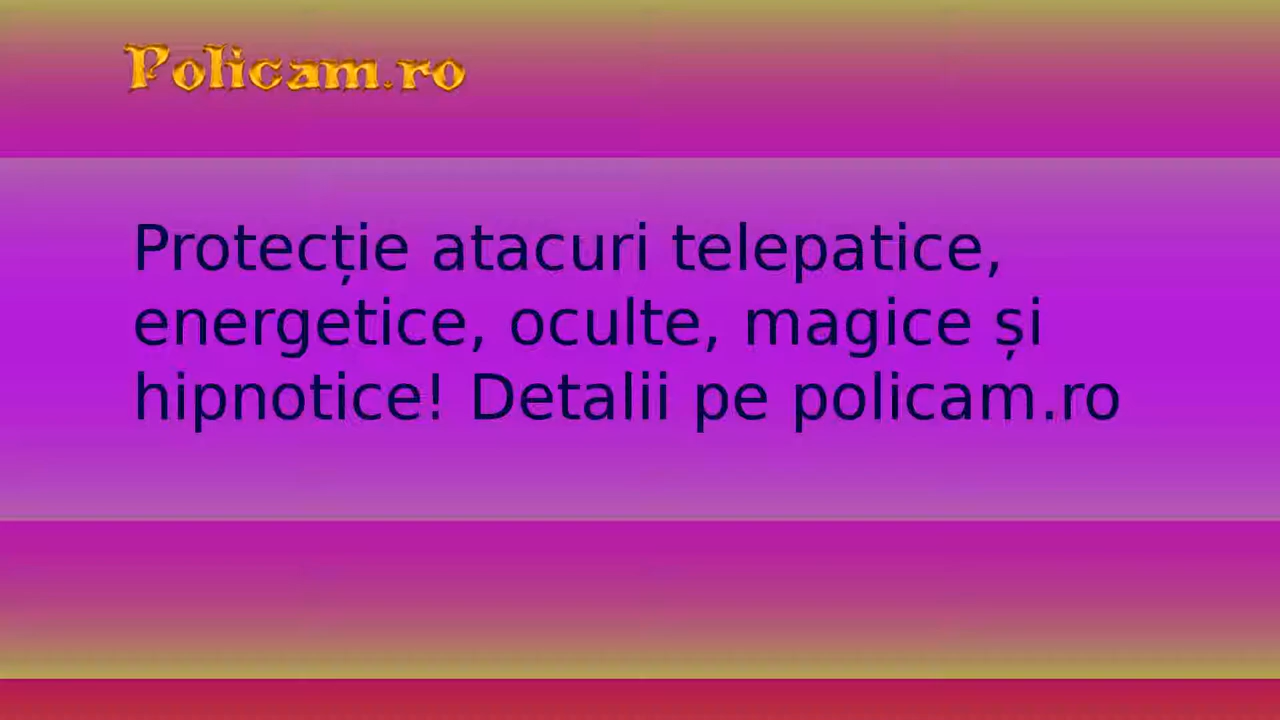 Policam.ro
Protecție atacuri telepatice,
energetice, oculte, magice și
hipnotice! Detalii pe policam.ro